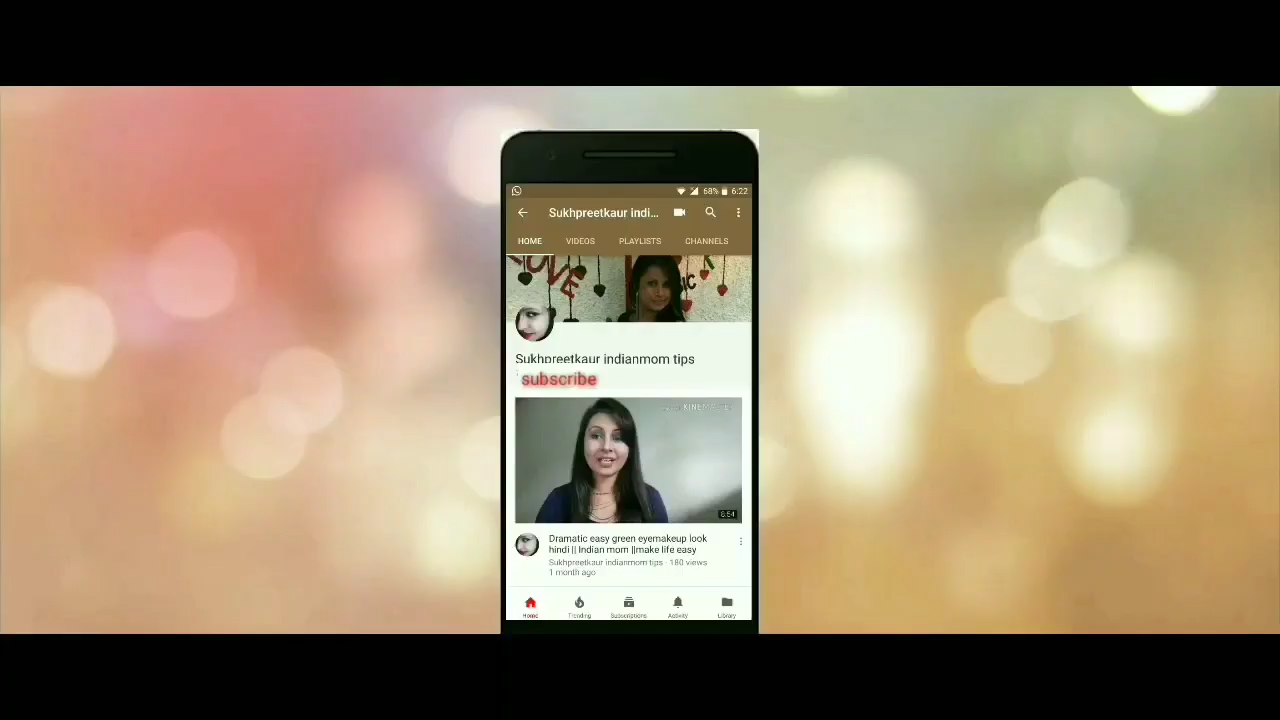 68% 6:22
Sukhpreetkaur indi...
HOME VIDEOS PLAYLISTS CHANNELS
LOVE
Sukhpreetkaur indianmom tips
subscribe
8:54
Dramatic easy green eyemakeup look
hindi || Indian mom ||make life easy
Sukhpreetkaur indianmom tips · 180 views
1 month ago
Home Trending Subscriptions Activity Library